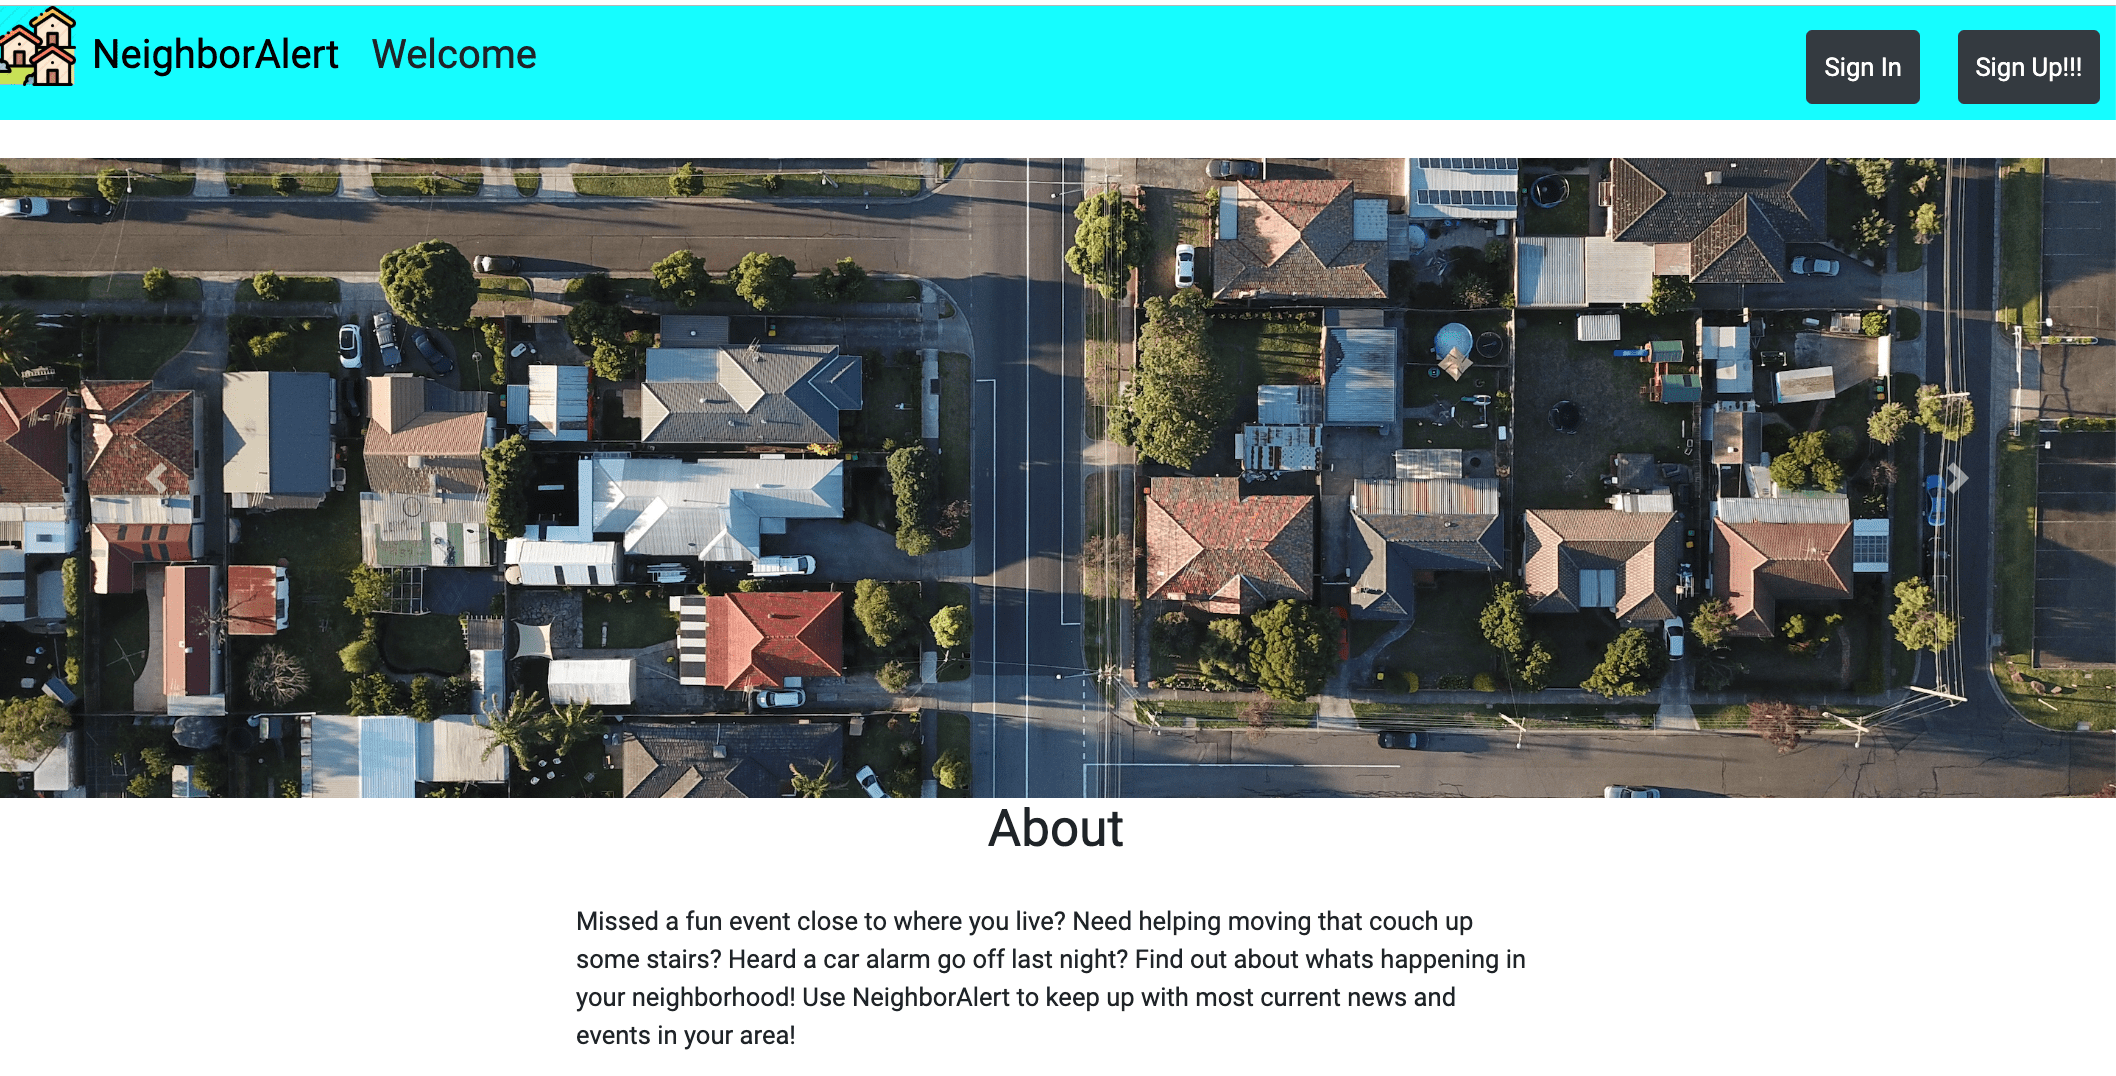 NeighborAlert Welcome Sign In Sign Up!!!
About
Missed a fun event close to where you live? Need helping moving that couch up
some stairs? Heard a car alarm go off last night? Find out about whats happening in
your neighborhood! Use NeighborAlert to keep up with most current news and
events in your area!